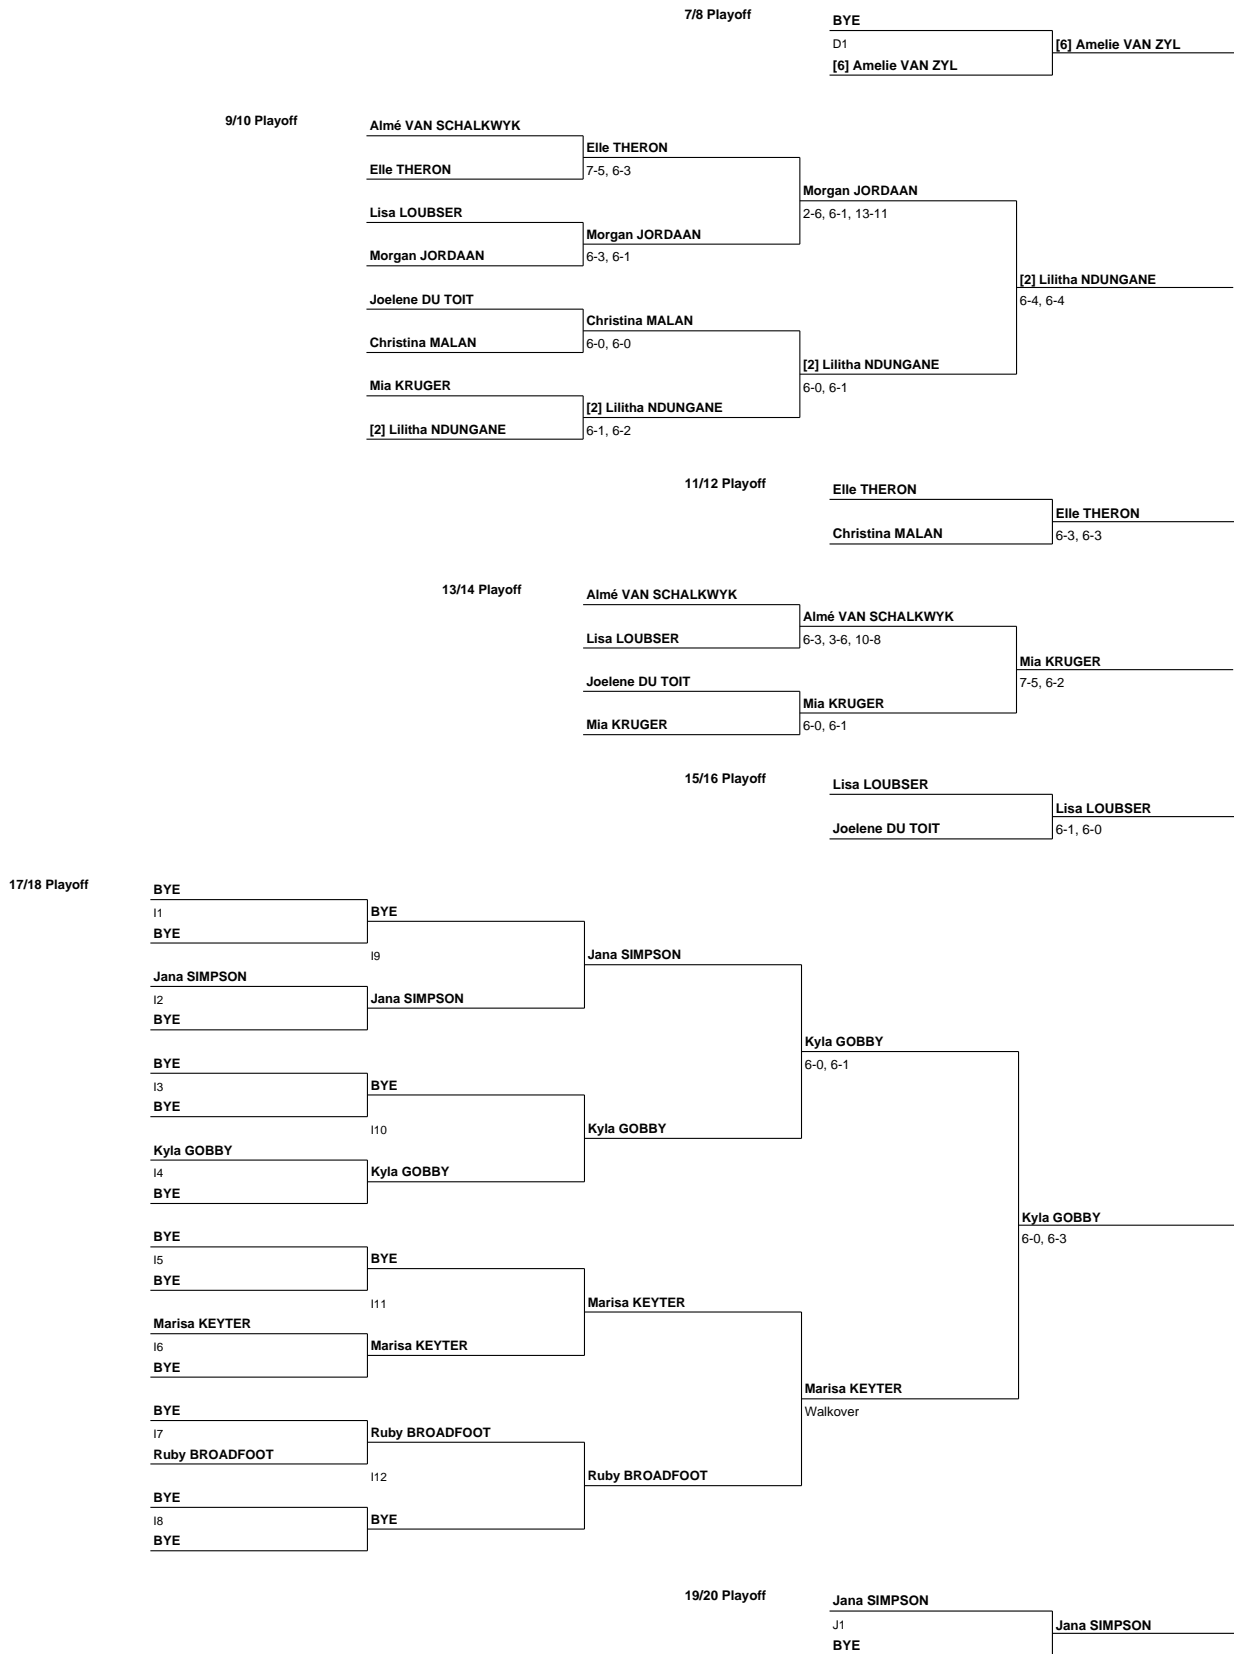 7/8 Playoff
BYE
D1
[6] Amelie VAN ZYL
[6] Amelie VAN ZYL
9/10 Playoff
Almé VAN SCHALKWYK
Elle THERON
Elle THERON
7-5, 6-3
Morgan JORDAAN
Lisa LOUBSER
2-6, 6-1, 13-11
Morgan JORDAAN
Morgan JORDAAN
6-3, 6-1
[2] Lilitha NDUNGANE
Joelene DU TOIT
6-4, 6-4
Christina MALAN
Christina MALAN
6-0, 6-0
[2] Lilitha NDUNGANE
Mia KRUGER
6-0, 6-1
[2] Lilitha NDUNGANE
[2] Lilitha NDUNGANE
6-1, 6-2
11/12 Playoff
Elle THERON
Elle THERON
Christina MALAN
6-3, 6-3
13/14 Playoff
Almé VAN SCHALKWYK
Almé VAN SCHALKWYK
Lisa LOUBSER
6-3, 3-6, 10-8
Mia KRUGER
Joelene DU TOIT
7-5, 6-2
Mia KRUGER
Mia KRUGER
6-0, 6-1
15/16 Playoff
Lisa LOUBSER
Lisa LOUBSER
Joelene DU TOIT
6-1, 6-0
17/18 Playoff
BYE
I1
BYE
BYE
I9
Jana SIMPSON
Jana SIMPSON
I2
Jana SIMPSON
BYE
Kyla GOBBY
6-0, 6-1
BYE
I3
BYE
BYE
I10
Kyla GOBBY
Kyla GOBBY
I4
Kyla GOBBY
BYE
Kyla GOBBY
6-0, 6-3
BYE
I5
BYE
BYE
I11
Marisa KEYTER
Marisa KEYTER
I6
Marisa KEYTER
BYE
Marisa KEYTER
Walkover
BYE
I7
Ruby BROADFOOT
Ruby BROADFOOT
I12
Ruby BROADFOOT
BYE
I8
BYE
BYE
19/20 Playoff
Jana SIMPSON
J1
Jana SIMPSON
BYE